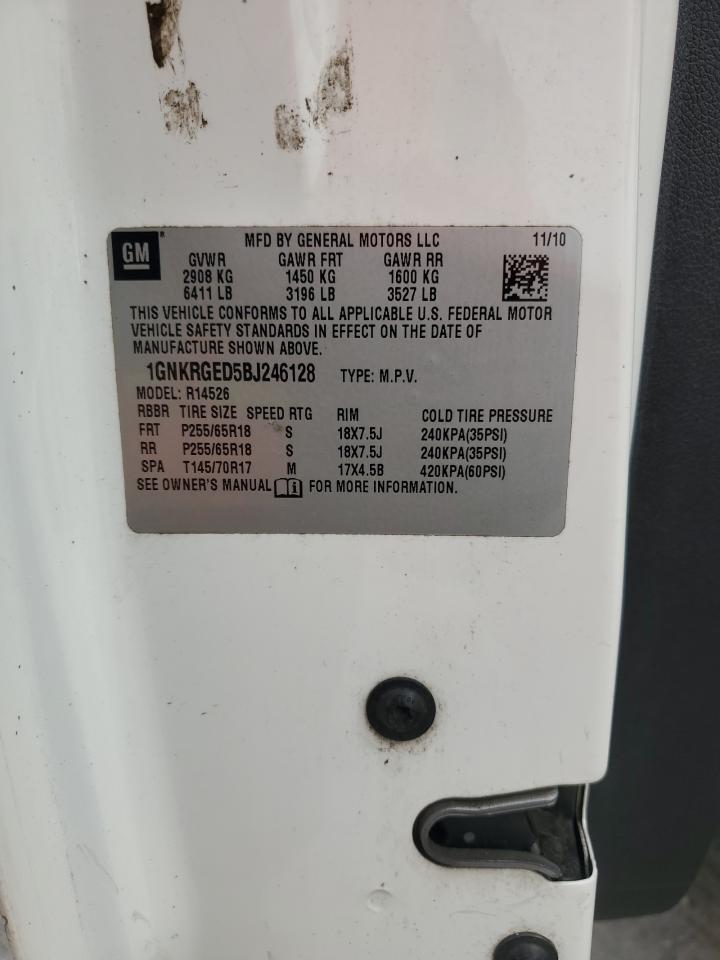 GM ® MFD BY GENERAL MOTORS LLC 11/10
GVWR GAWR FRT GAWR RR
2908 KG 1450 KG 1600 KG
6411 LB 3196 LB 3527 LB
THIS VEHICLE CONFORMS TO ALL APPLICABLE U.S. FEDERAL MOTOR
VEHICLE SAFETY STANDARDS IN EFFECT ON THE DATE OF
MANUFACTURE SHOWN ABOVE.
1GNKRGED5BJ246128 TYPE: M.P.V.
MODEL: R14526
RBBR TIRE SIZE SPEED RTG RIM COLD TIRE PRESSURE
FRT P255/65R18 S 18X7.5J 240KPA(35PSI)
RR P255/65R18 S 18X7.5J 240KPA(35PSI)
SPA T145/70R17 M 17X4.5B 420KPA(60PSI)
SEE OWNER'S MANUAL i FOR MORE INFORMATION.